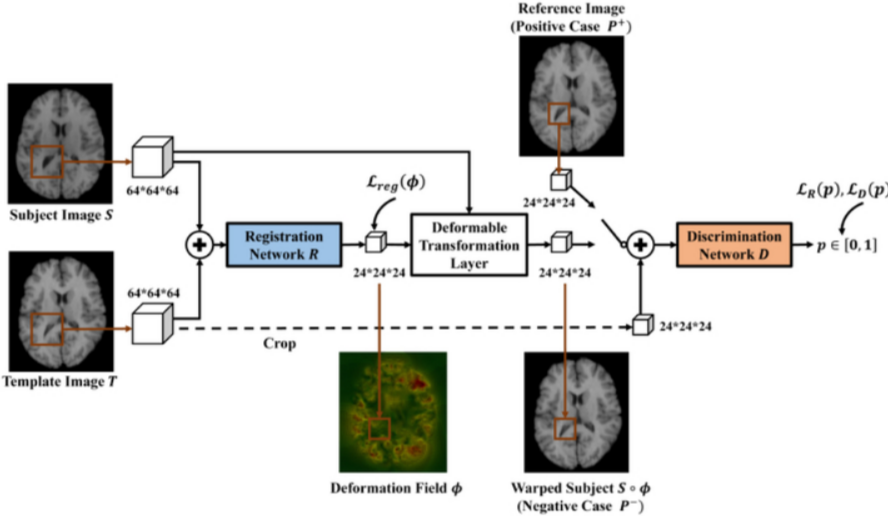 Reference Image
(Positive Case P⁺)
Subject Image S
64*64*64
Template Image T
64*64*64
Registration
Network R
ℒreg(ϕ)
24*24*24
Deformable
Transformation
Layer
24*24*24
24*24*24
Discrimination
Network D
ℒR(p), ℒD(p)
p ∈ [0, 1]
24*24*24
Crop
Deformation Field ϕ
Warped Subject S ∘ ϕ
(Negative Case P⁻)